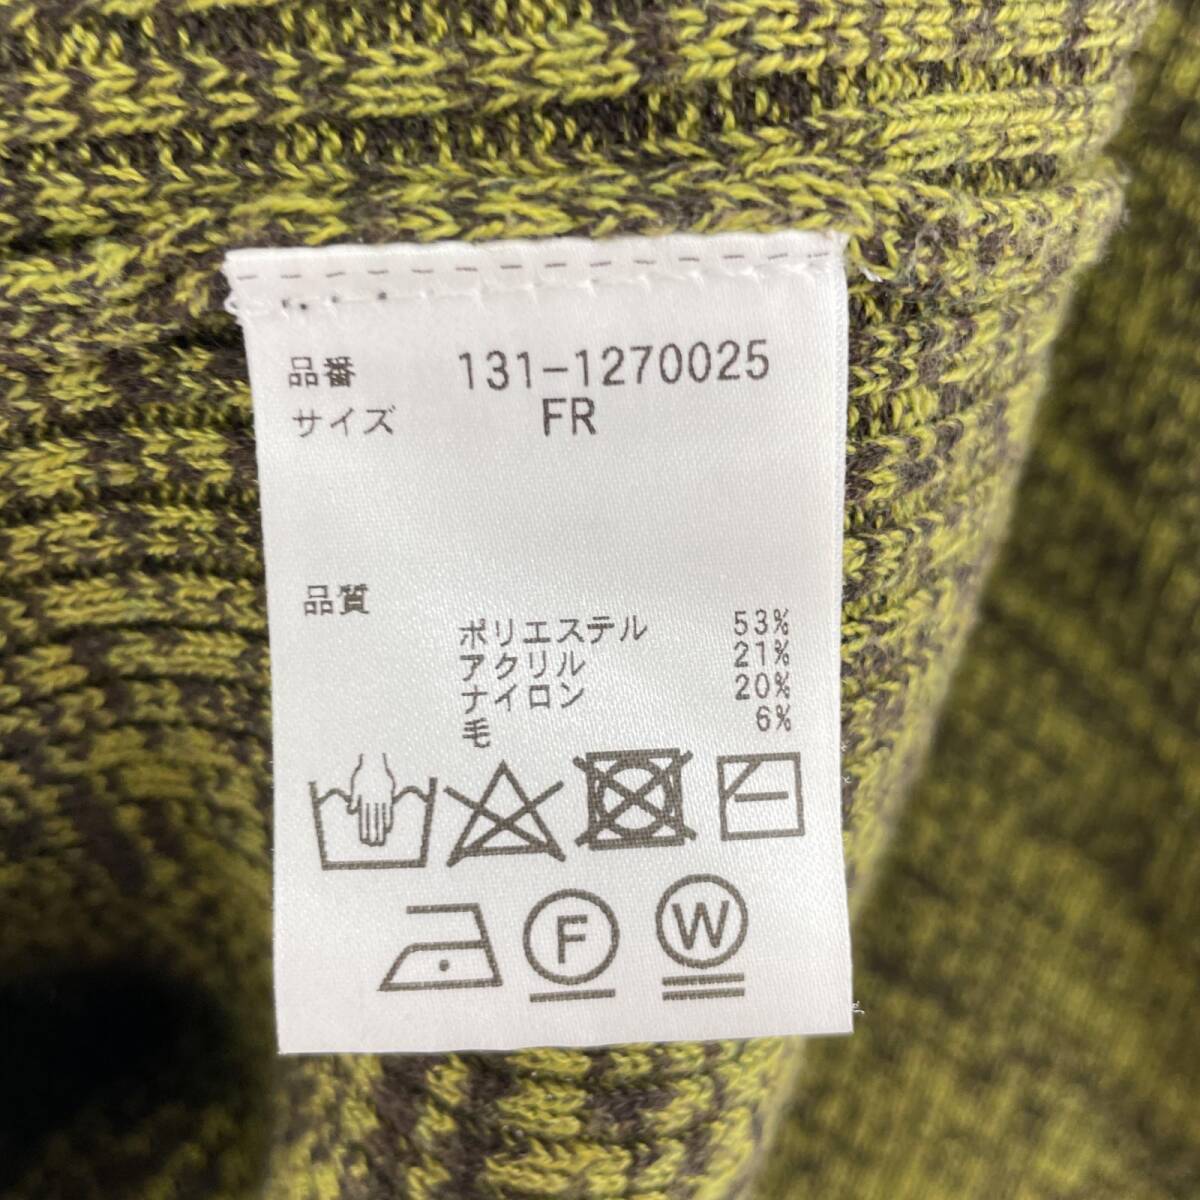 品番 131-1270025
サイズ FR
品質
ポリエステル 53%
アクリル 21%
ナイロン 20%
毛 6%
F W